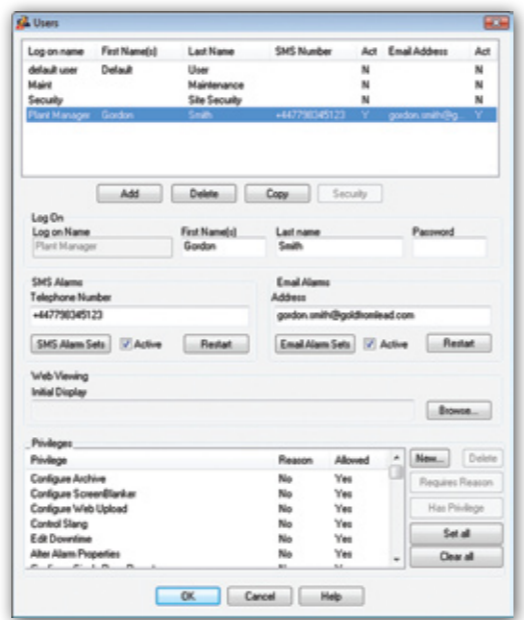 Users
Log on name First Name(s) Last Name SMS Number Act Email Address Act
default user Default User N N
Maint Maintenance N N
Security Site Security N N
Plant Manager Gordon Smith +447798345123 Y gordon.smith@g... Y
Add Delete Copy Security
Log On
Log on Name First Name(s) Last name Password
Plant Manager Gordon Smith
SMS Alarms Email Alarms
Telephone Number Address
+447798345123 gordon.smith@goldhornlead.com
SMS Alarm Sets Active Restart Email Alarm Sets Active Restart
Web Viewing
Initial Display
Browse...
Privileges
Privilege Reason Allowed New... Delete
Configure Archive No Yes
Configure ScreenBlanker No Yes Requires Reason
Configure Web Upload No Yes
Control Slang No Yes Has Privilege
Edit Downtime No Yes Set all
Alter Alarm Properties No Yes Clear all
OK Cancel Help